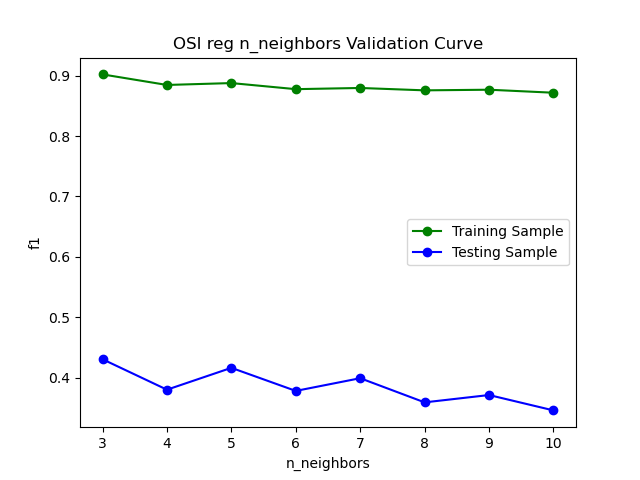 OSI reg n_neighbors Validation Curve
0.9
0.8
0.7
0.6
0.5
0.4
f1
Training Sample
Testing Sample
3 4 5 6 7 8 9 10
n_neighbors